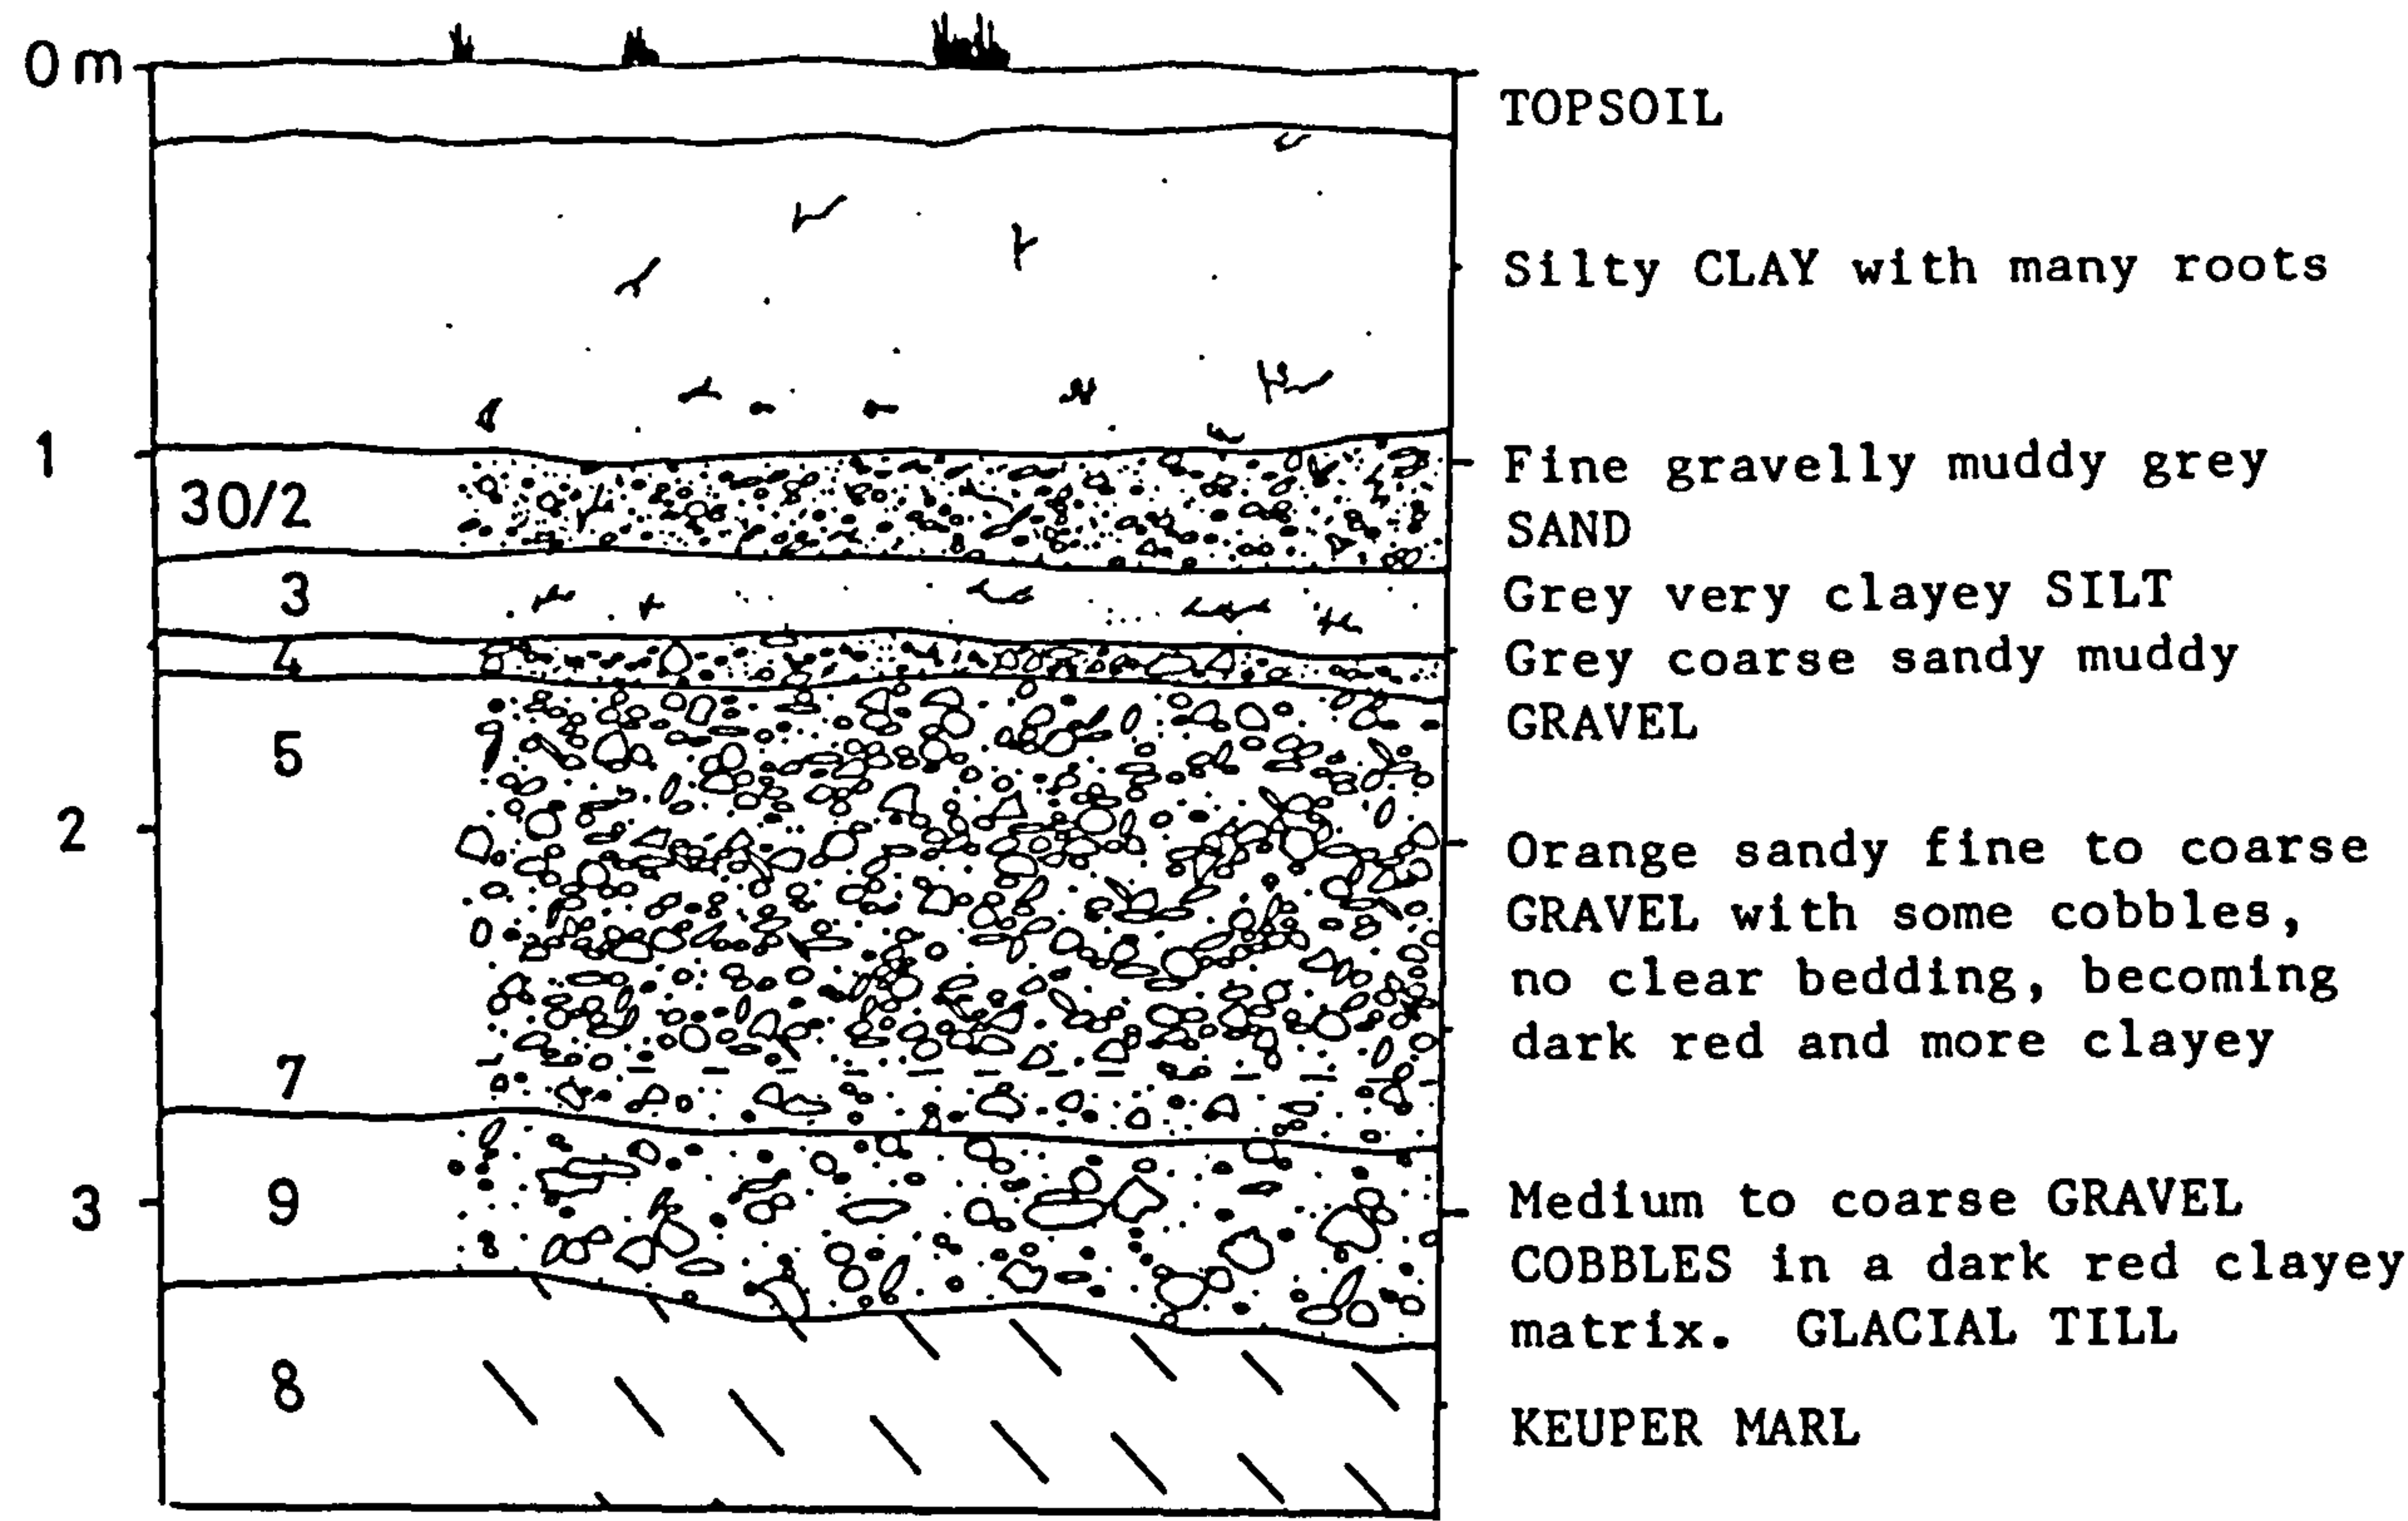 0 m
TOPSOIL
Silty CLAY with many roots
1
30/2
Fine gravelly muddy grey
SAND
3
Grey very clayey SILT
4
Grey coarse sandy muddy
GRAVEL
5
2
Orange sandy fine to coarse
GRAVEL with some cobbles,
no clear bedding, becoming
dark red and more clayey
7
3
9
Medium to coarse GRAVEL
COBBLES in a dark red clayey
matrix. GLACIAL TILL
8
KEUPER MARL